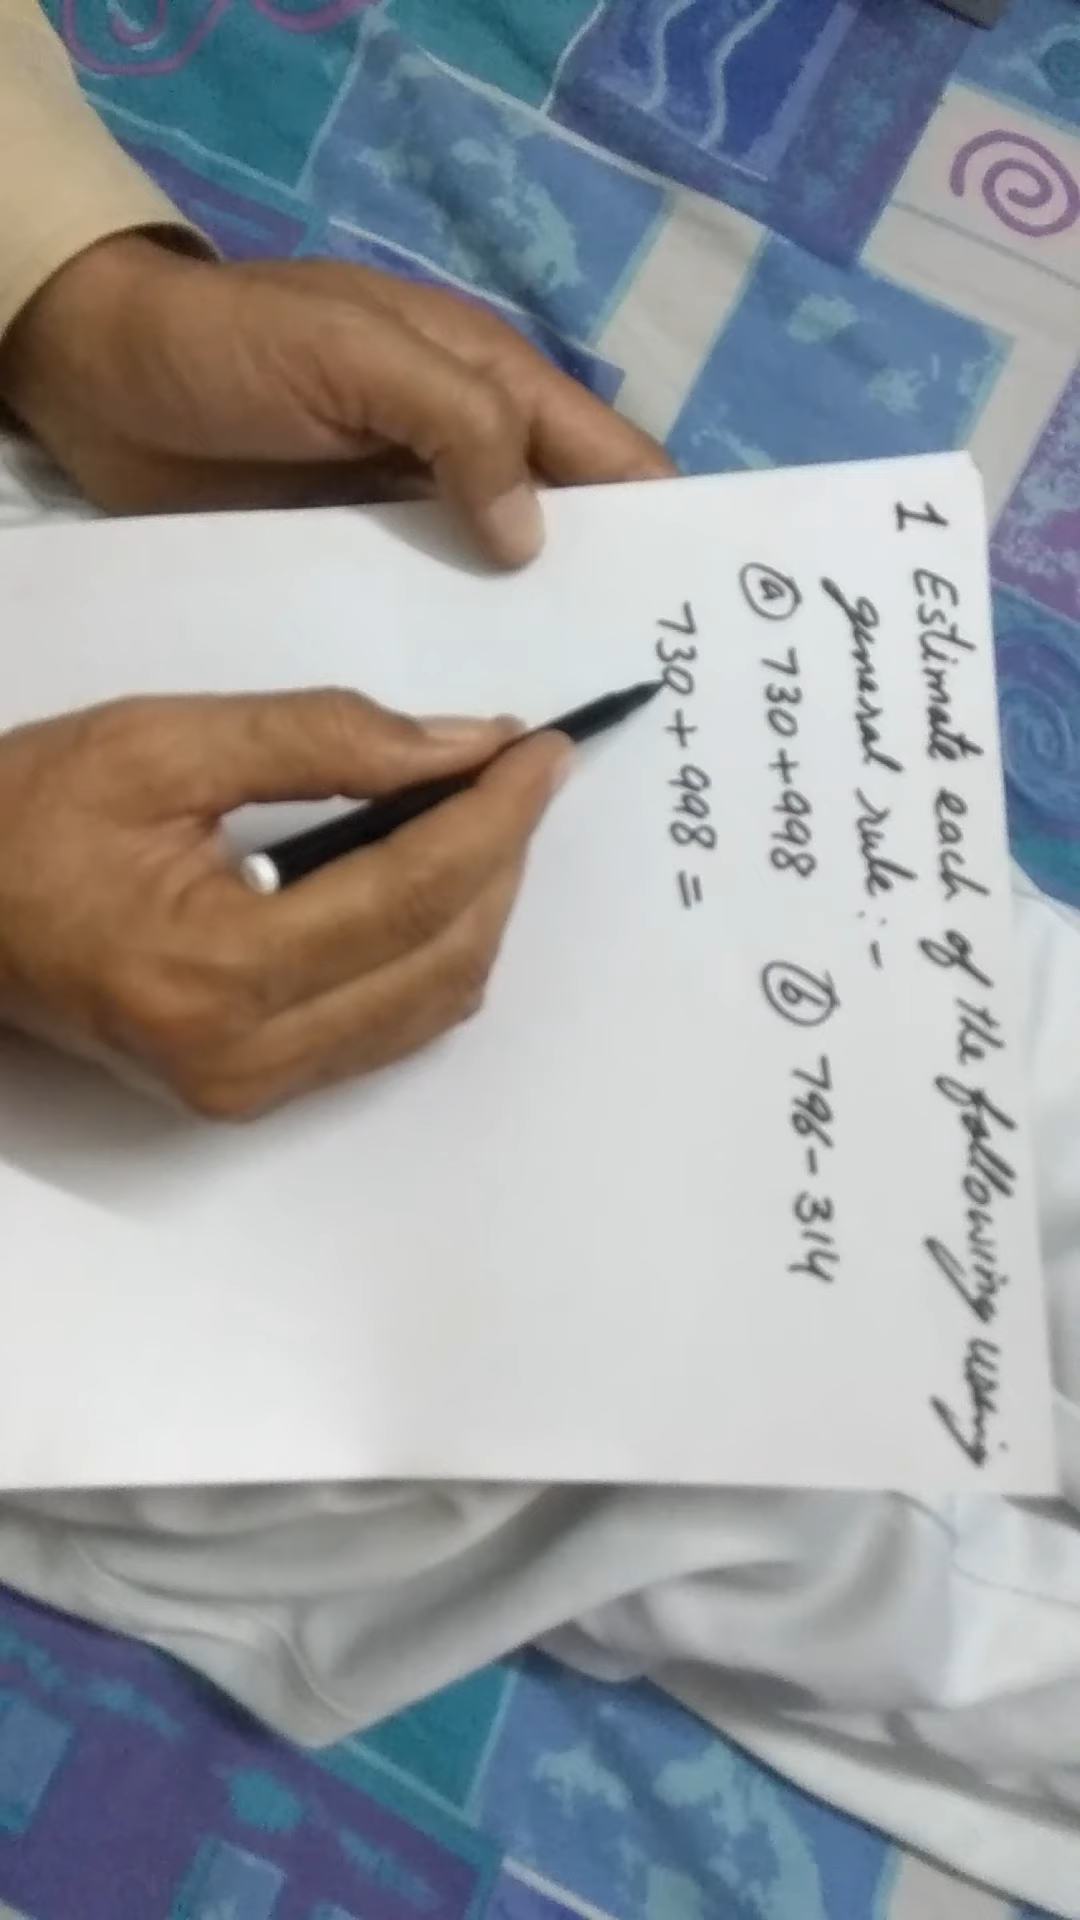 1 Estimate each of the following using
general rule:-
(a) 730+998 (b) 796-314
730+998 =